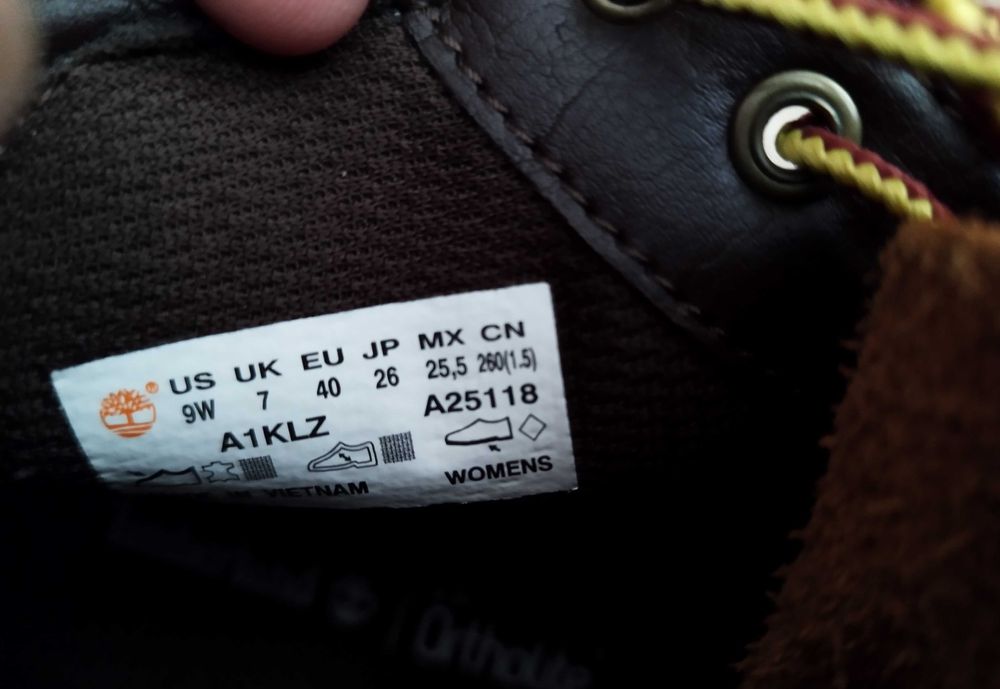 US UK EU JP MX CN
9W 7 40 26 25,5 260(1.5)
A1KLZ A25118
VIETNAM WOMENS
OrthoLite